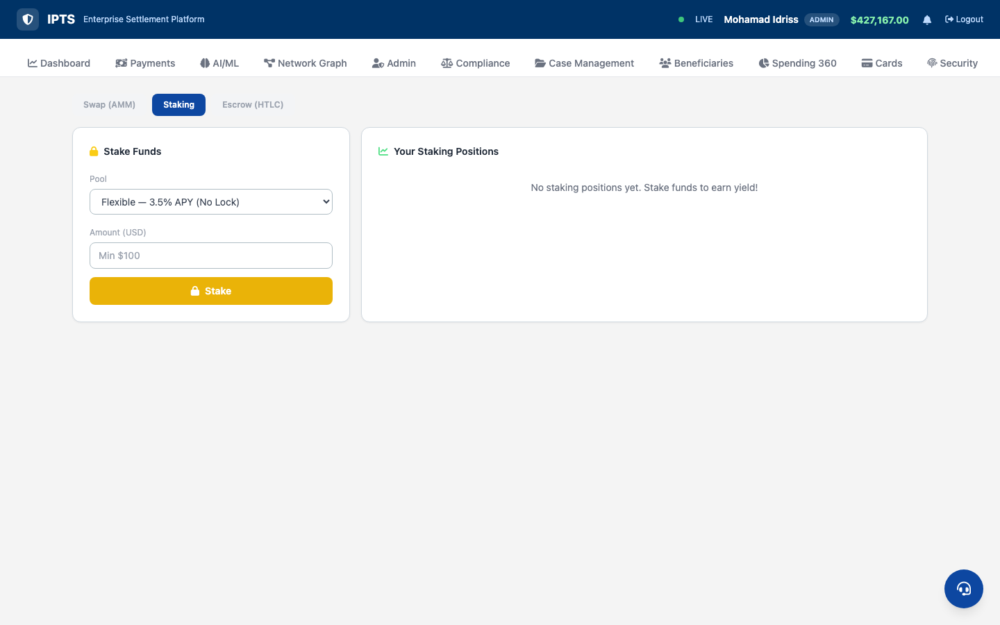 IPTS Enterprise Settlement Platform LIVE Mohamad Idriss ADMIN $427,167.00 Logout
Dashboard Payments AI/ML Network Graph Admin Compliance Case Management Beneficiaries Spending 360 Cards Security
Swap (AMM) Staking Escrow (HTLC)
Stake Funds
Pool
Flexible — 3.5% APY (No Lock)
Amount (USD)
Min $100
Stake
Your Staking Positions
No staking positions yet. Stake funds to earn yield!